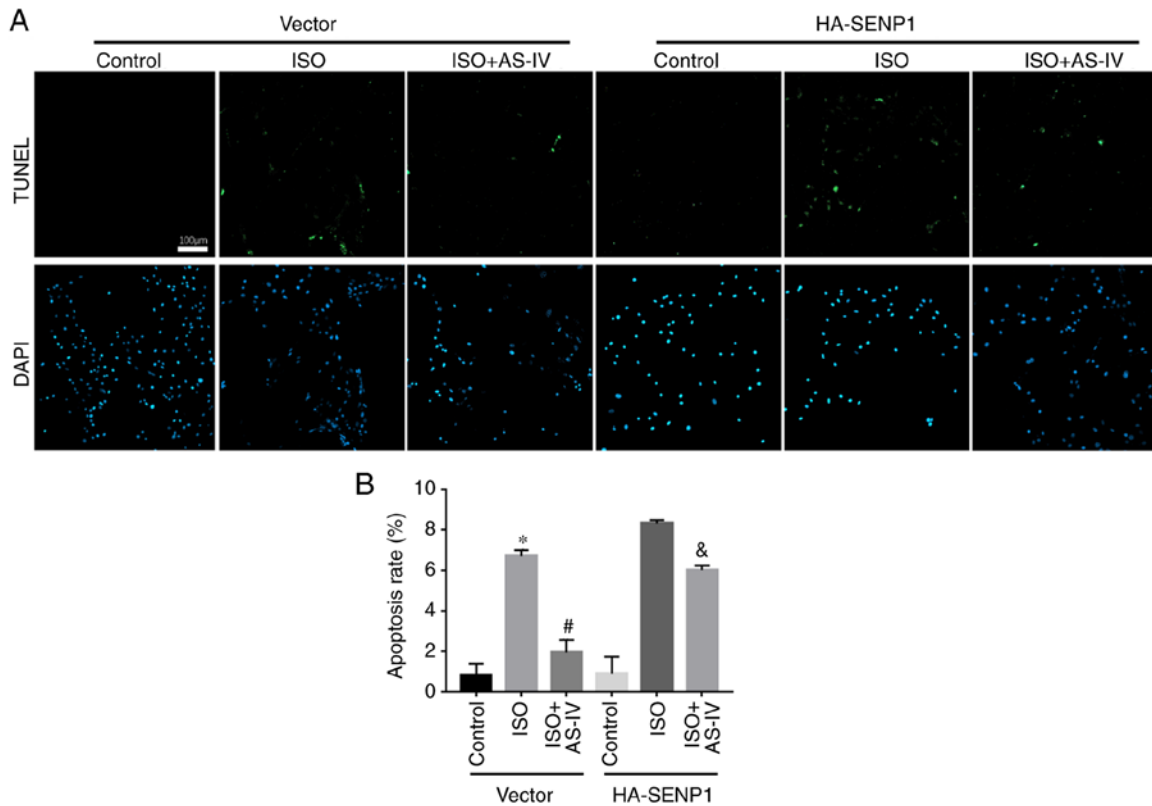 A
Vector
HA-SENP1
Control
ISO
ISO+AS-IV
Control
ISO
ISO+AS-IV
TUNEL
100μm
DAPI
B
Apoptosis rate (%)
10
8
6
4
2
0
*
#
&
Control
ISO
ISO+
AS-IV
Control
ISO
ISO+
AS-IV
Vector
HA-SENP1